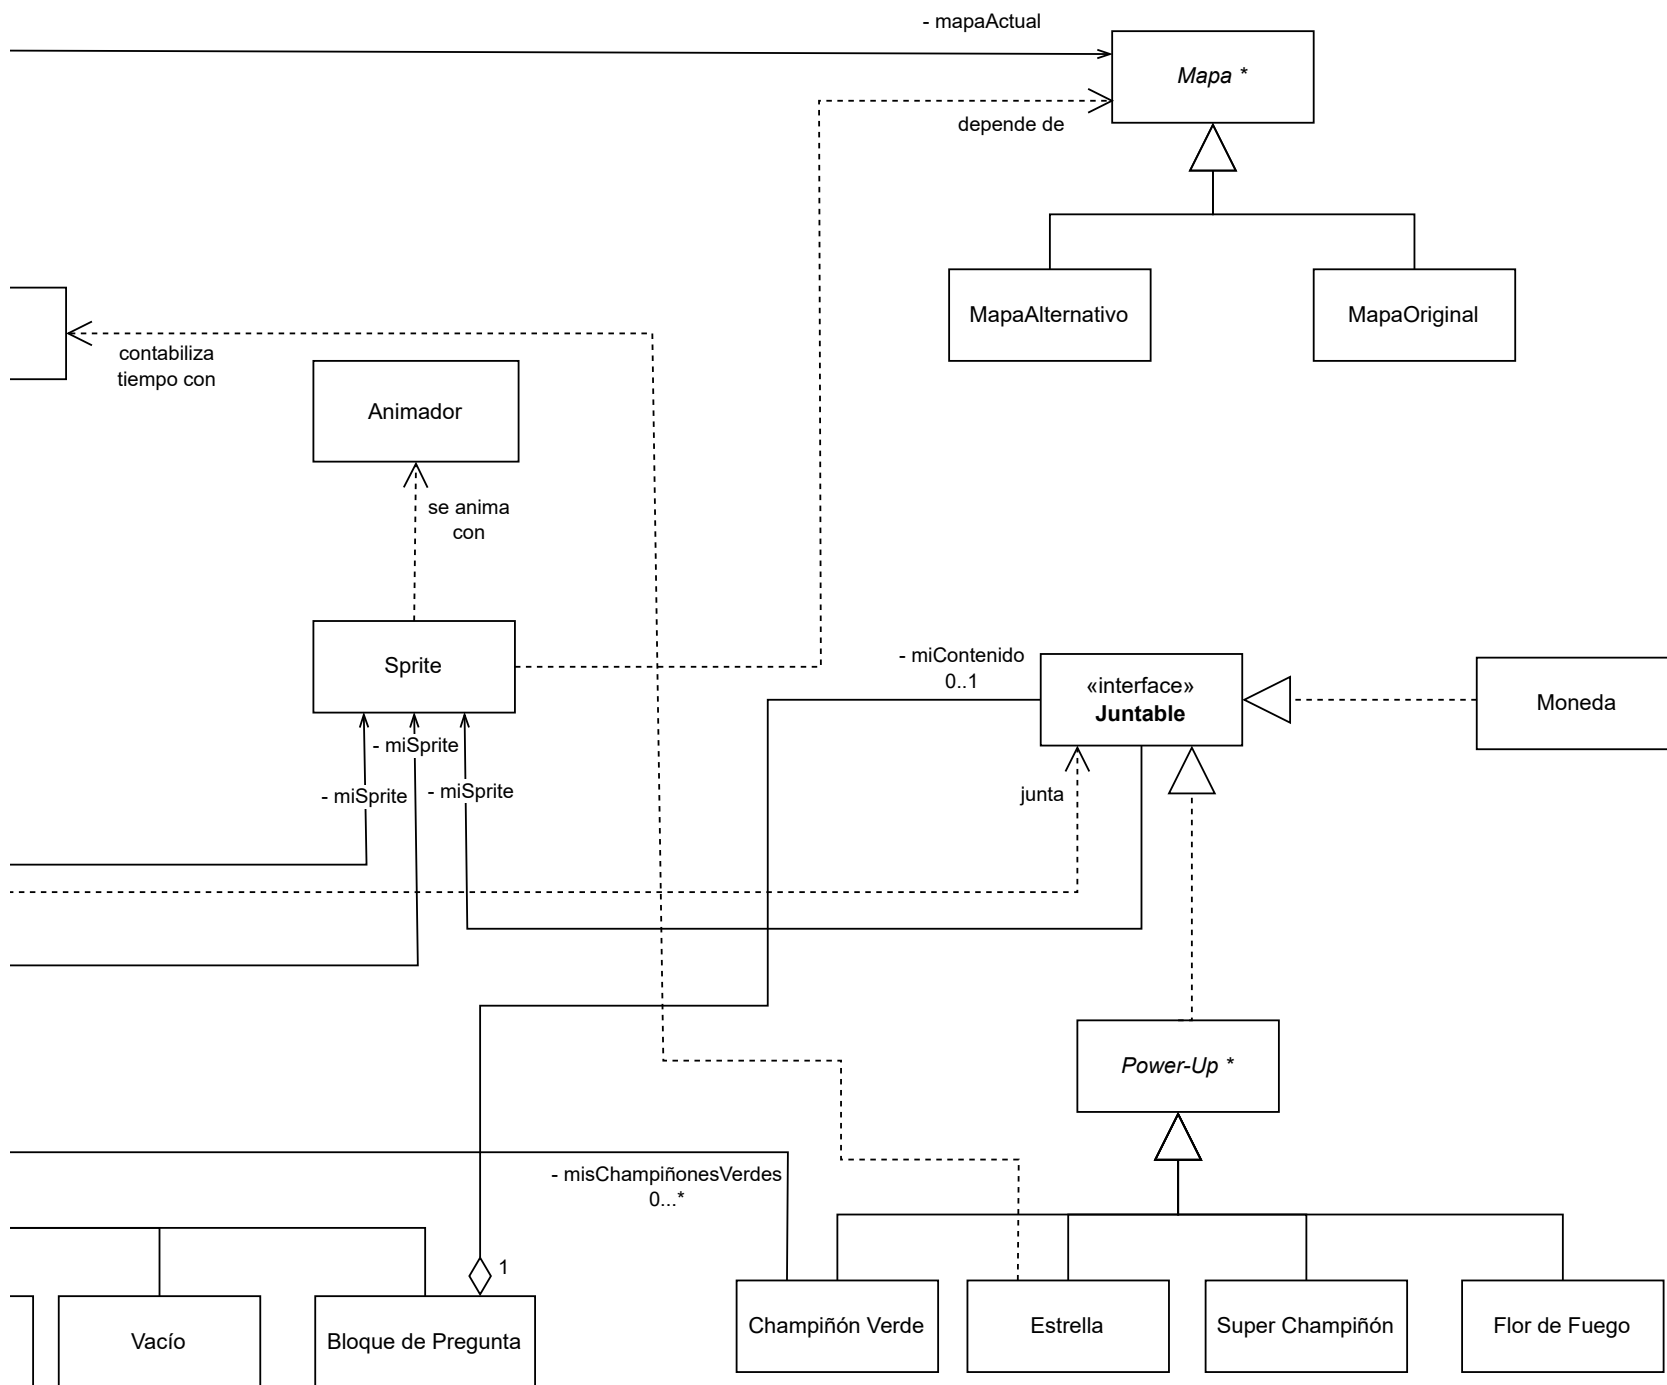 - mapaActual
Mapa *
depende de
MapaAlternativo
MapaOriginal
contabiliza
tiempo con
Animador
se anima
con
Sprite
- miContenido
0..1
«interface»
Juntable
Moneda
- miSprite
- miSprite
- miSprite
junta
Power-Up *
- misChampiñonesVerdes
0...*
1
Vacío
Bloque de Pregunta
Champiñón Verde
Estrella
Super Champiñón
Flor de Fuego